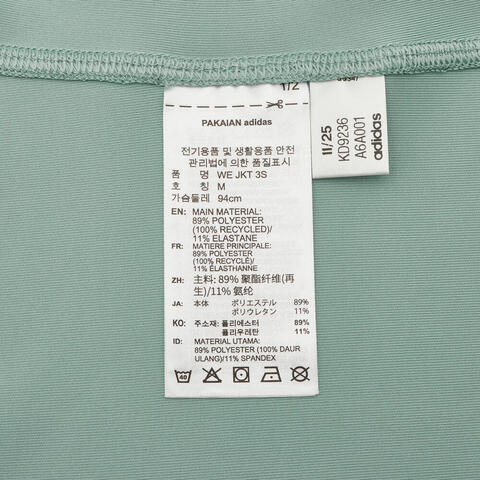 1/2
PAKAIAN adidas
전기용품 및 생활용품 안전
관리법에 의한 품질표시
품 명 WE JKT 3S
호 칭 M
가슴둘레 94cm
EN: MAIN MATERIAL:
89% POLYESTER
(100% RECYCLED)/
11% ELASTANE
FR: MATIERE PRINCIPALE:
89% POLYESTER
(100% RECYCLÉ)/
11% ÉLASTHANNE
ZH: 主料: 89% 聚酯纤维(再
生)/11% 氨纶
JA: 本体 ポリエステル 89%
ポリウレタン 11%
KO: 주소재: 폴리에스터 89%
폴리우레탄 11%
ID: MATERIAL UTAMA:
89% POLYESTER (100% DAUR
ULANG)/11% SPANDEX
40
11/25
KD9236
A6A001
adidas